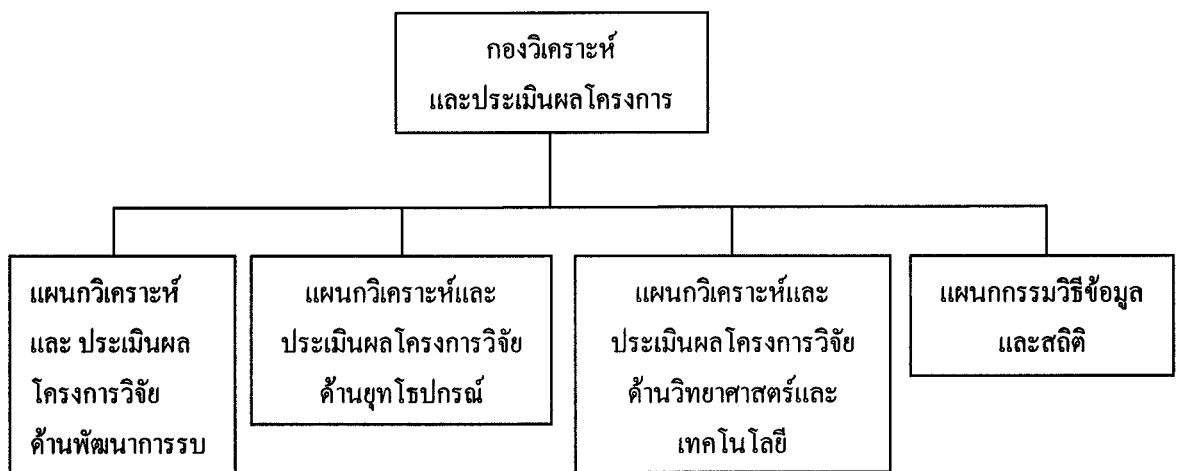 กองวิเคราะห์
และประเมินผลโครงการ
แผนกวิเคราะห์
และ ประเมินผล
โครงการวิจัย
ด้านพัฒนาการรบ
แผนกวิเคราะห์และ
ประเมินผลโครงการวิจัย
ด้านยุทโธปกรณ์
แผนกวิเคราะห์และ
ประเมินผลโครงการวิจัย
ด้านวิทยาศาสตร์และ
เทคโนโลยี
แผนกกรรมวิธีข้อมูล
และสถิติ